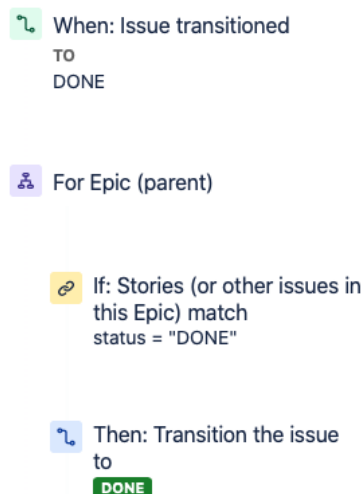 When: Issue transitioned
TO
DONE
For Epic (parent)
If: Stories (or other issues in
this Epic) match
status = "DONE"
Then: Transition the issue
to
DONE